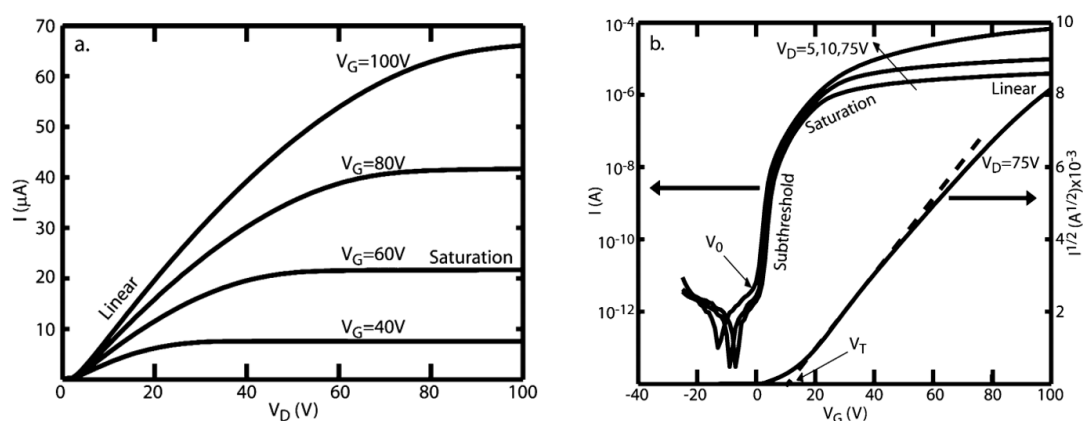 a.
70
60
50
40
30
20
10
I (µA)
V_G=100V
V_G=80V
V_G=60V
V_G=40V
Linear
Saturation
0
20
40
60
80
100
V_D (V)
b.
10^-4
10^-6
10^-8
10^-10
10^-12
I (A)
V_D=5,10,75V
Linear
Saturation
V_D=75V
Subthreshold
V_0
V_T
10
8
6
4
2
I^1/2 (A^1/2)x10^-3
-40
-20
0
20
40
60
80
100
V_G (V)